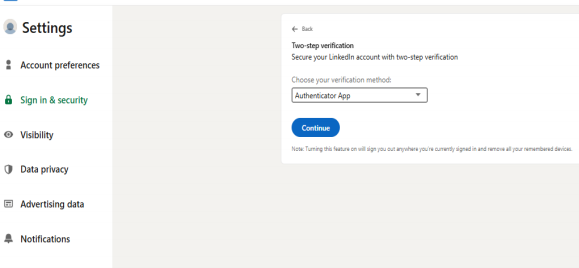 Settings
Account preferences
Sign in & security
Visibility
Data privacy
Advertising data
Notifications
← Back
Two-step verification
Secure your LinkedIn account with two-step verification
Choose your verification method:
Authenticator App
Continue
Note: Turning this feature on will sign you out anywhere you're currently signed in and remove all your remembered devices.